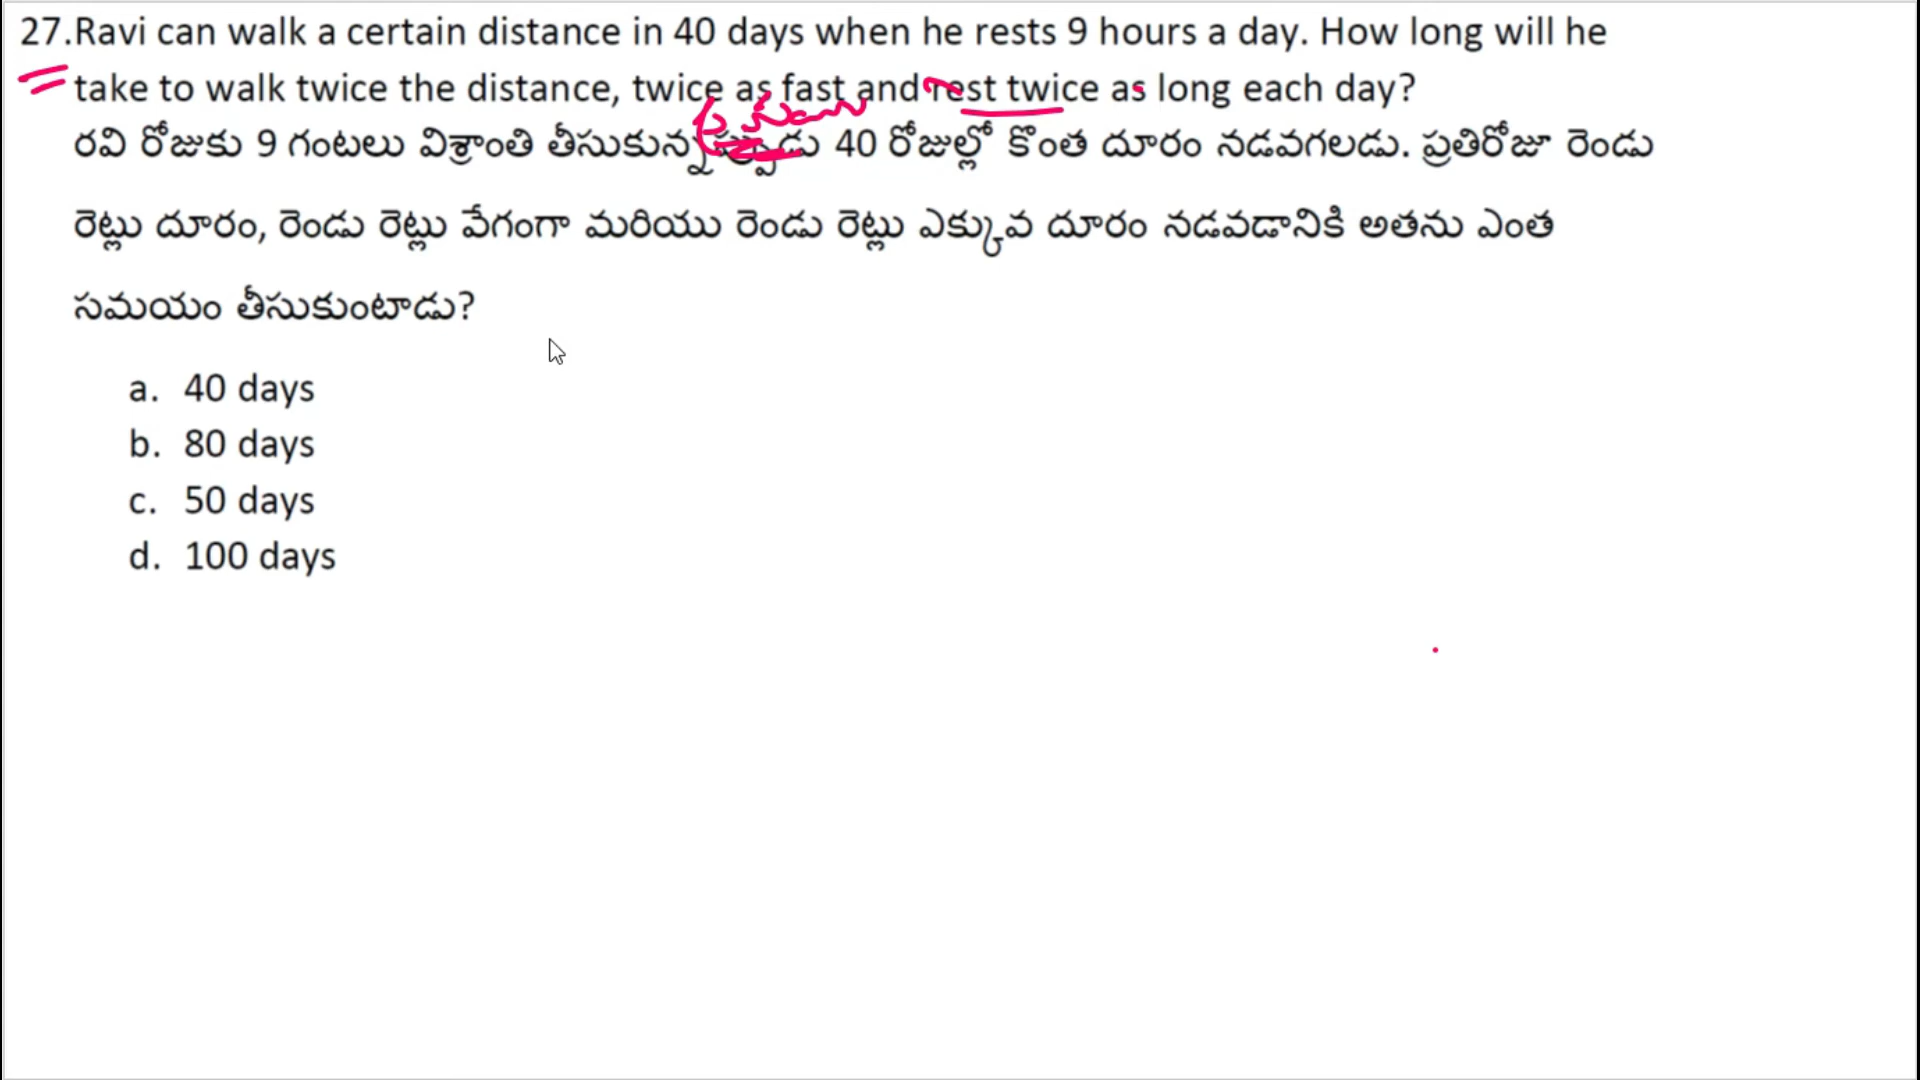 27.Ravi can walk a certain distance in 40 days when he rests 9 hours a day. How long will he
take to walk twice the distance, twice as fast and rest twice as long each day?
రవి రోజుకు 9 గంటలు విశ్రాంతి తీసుకున్నప్పుడు 40 రోజుల్లో కొంత దూరం నడవగలడు. ప్రతిరోజూ రెండు
రెట్లు దూరం, రెండు రెట్లు వేగంగా మరియు రెండు రెట్లు ఎక్కువ దూరం నడవడానికి అతను ఎంత
సమయం తీసుకుంటాడు?
a. 40 days
b. 80 days
c. 50 days
d. 100 days